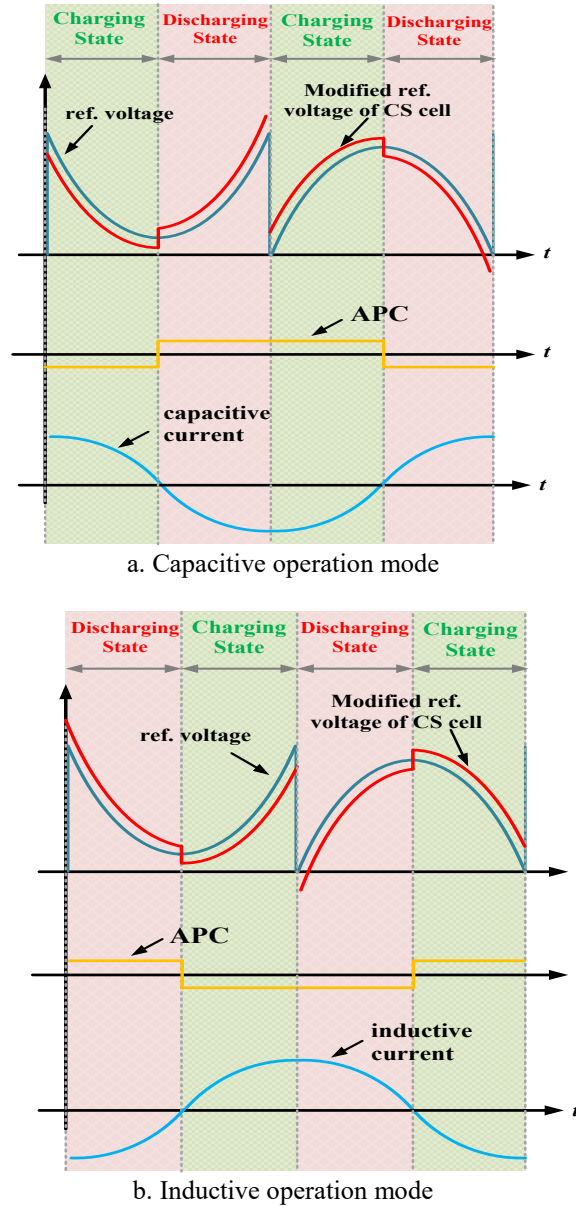 Charging State
Discharging State
Charging State
Discharging State
ref. voltage
Modified ref.
voltage of CS cell
t
APC
t
capacitive
current
t
a. Capacitive operation mode
Discharging State
Charging State
Discharging State
Charging State
Modified ref.
voltage of CS cell
ref. voltage
APC
inductive
current
t
b. Inductive operation mode